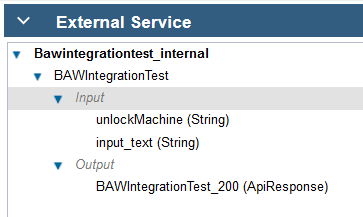 External Service
Bawintegrationtest_internal
BAWIntegrationTest
Input
unlockMachine (String)
input_text (String)
Output
BAWIntegrationTest_200 (ApiResponse)